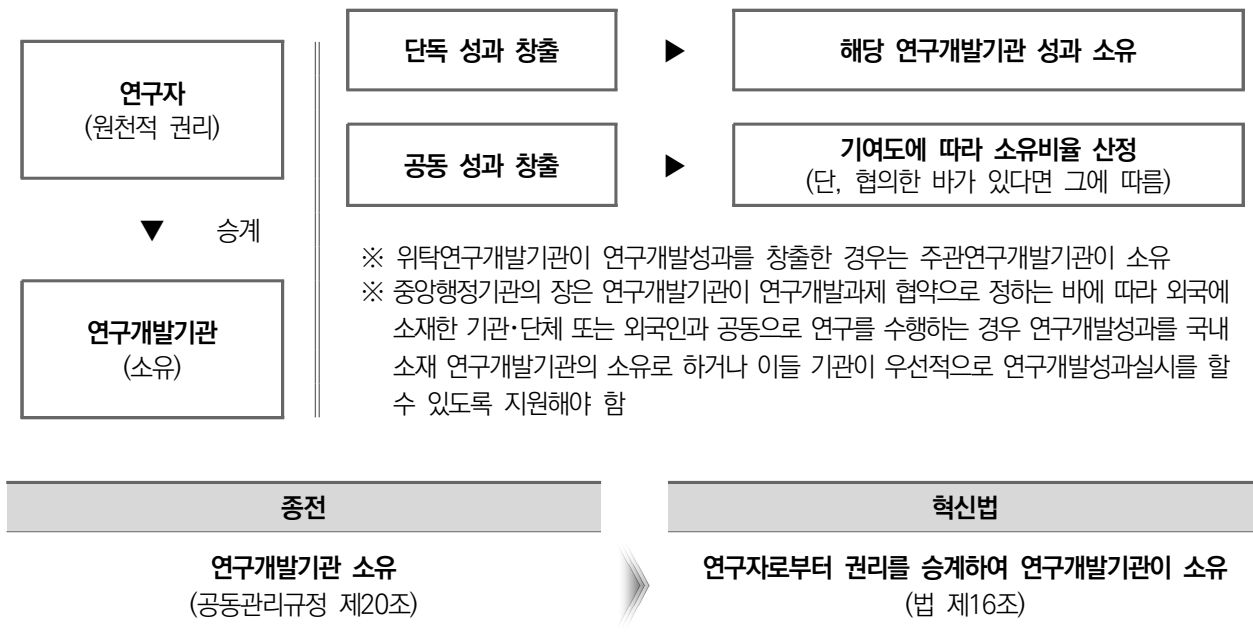 연구자
(원천적 권리)
▼ 승계
연구개발기관
(소유)
단독 성과 창출 ▶ 해당 연구개발기관 성과 소유
공동 성과 창출 ▶ 기여도에 따라 소유비율 산정
(단, 협의한 바가 있다면 그에 따름)
※ 위탁연구개발기관이 연구개발성과를 창출한 경우는 주관연구개발기관이 소유
※ 중앙행정기관의 장은 연구개발기관이 연구개발과제 협약으로 정하는 바에 따라 외국에
소재한 기관·단체 또는 외국인과 공동으로 연구를 수행하는 경우 연구개발성과를 국내
소재 연구개발기관의 소유로 하거나 이들 기관이 우선적으로 연구개발성과실시를 할
수 있도록 지원해야 함
종전
연구개발기관 소유
(공동관리규정 제20조)
혁신법
연구자로부터 권리를 승계하여 연구개발기관이 소유
(법 제16조)